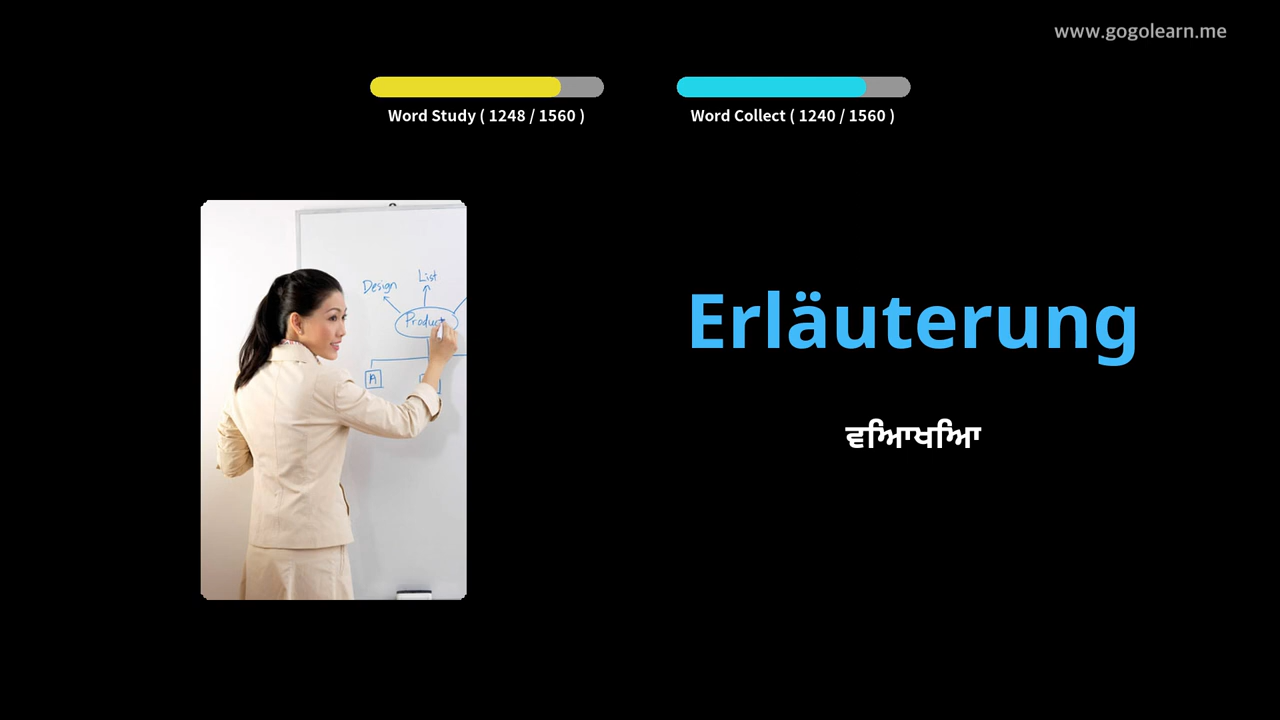 www.gogolearn.me
Word Study ( 1248 / 1560 )
Word Collect ( 1240 / 1560 )
Design
List
Product
A
Erläuterung
ਵਿਆਖਿਆ